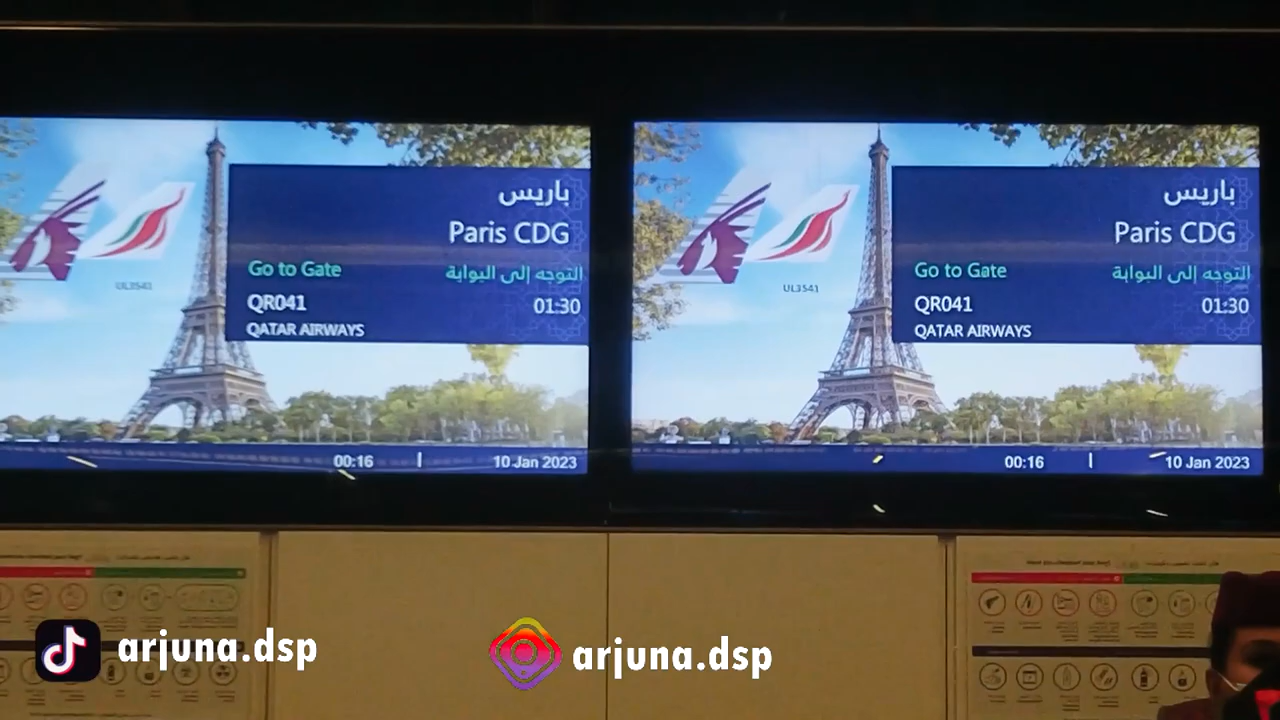 باريس
Paris CDG
Go to Gate
التوجه إلى البوابة
UL3541
QR041
01:30
QATAR AIRWAYS
00:16
10 Jan 2023
باريس
Paris CDG
Go to Gate
التوجه إلى البوابة
UL3541
QR041
01:30
QATAR AIRWAYS
00:16
10 Jan 2023
arjuna.dsp
arjuna.dsp